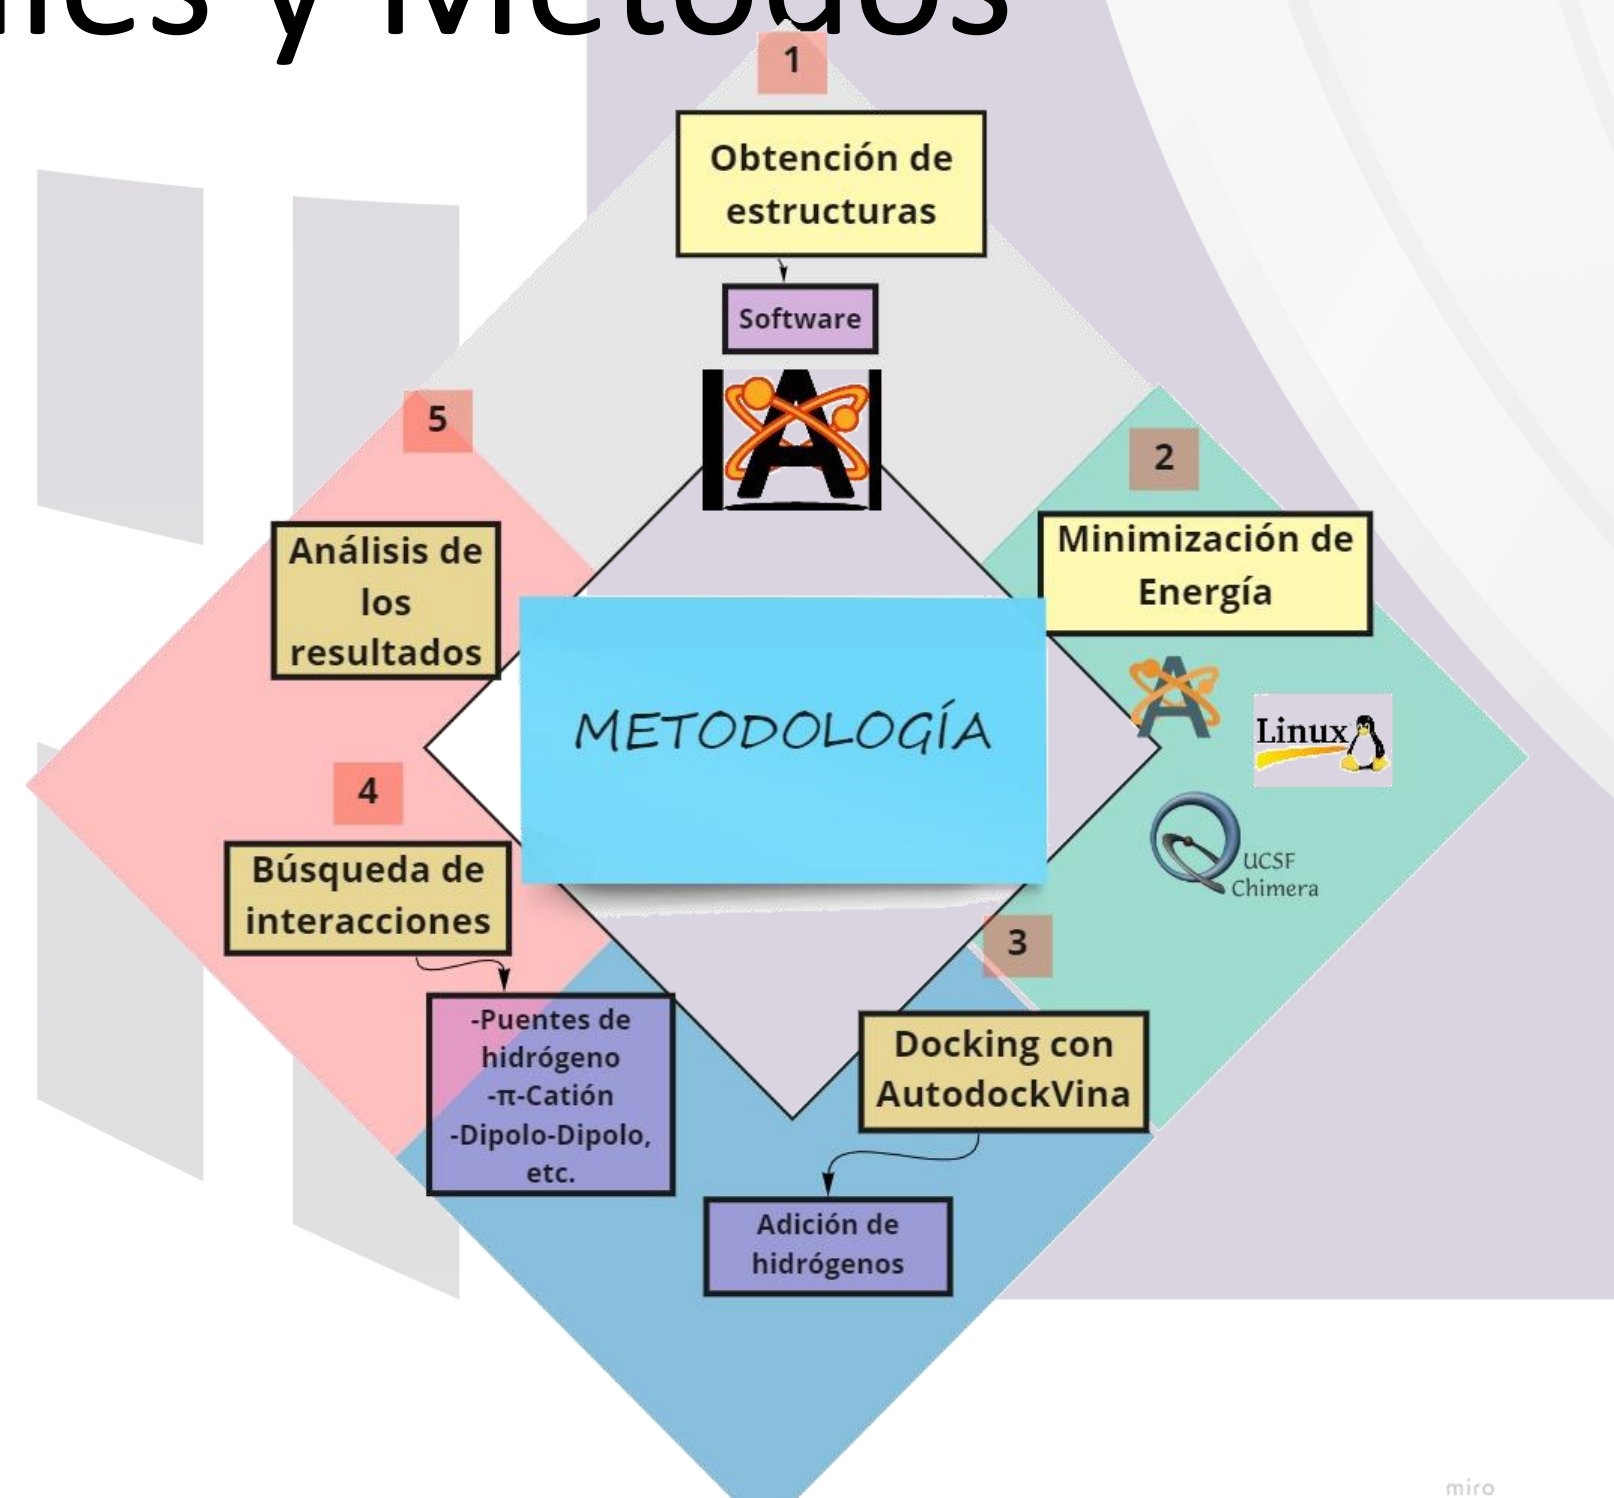 y Métodos
1
Obtención de
estructuras
Software
5
2
Análisis de
los
resultados
Minimización de
Energía
METODOLOGÍA
Linux
UCSF
Chimera
4
Búsqueda de
interacciones
3
-Puentes de
hidrógeno
-π-Catión
-Dipolo-Dipolo,
etc.
Docking con
AutodockVina
Adición de
hidrógenos
miro